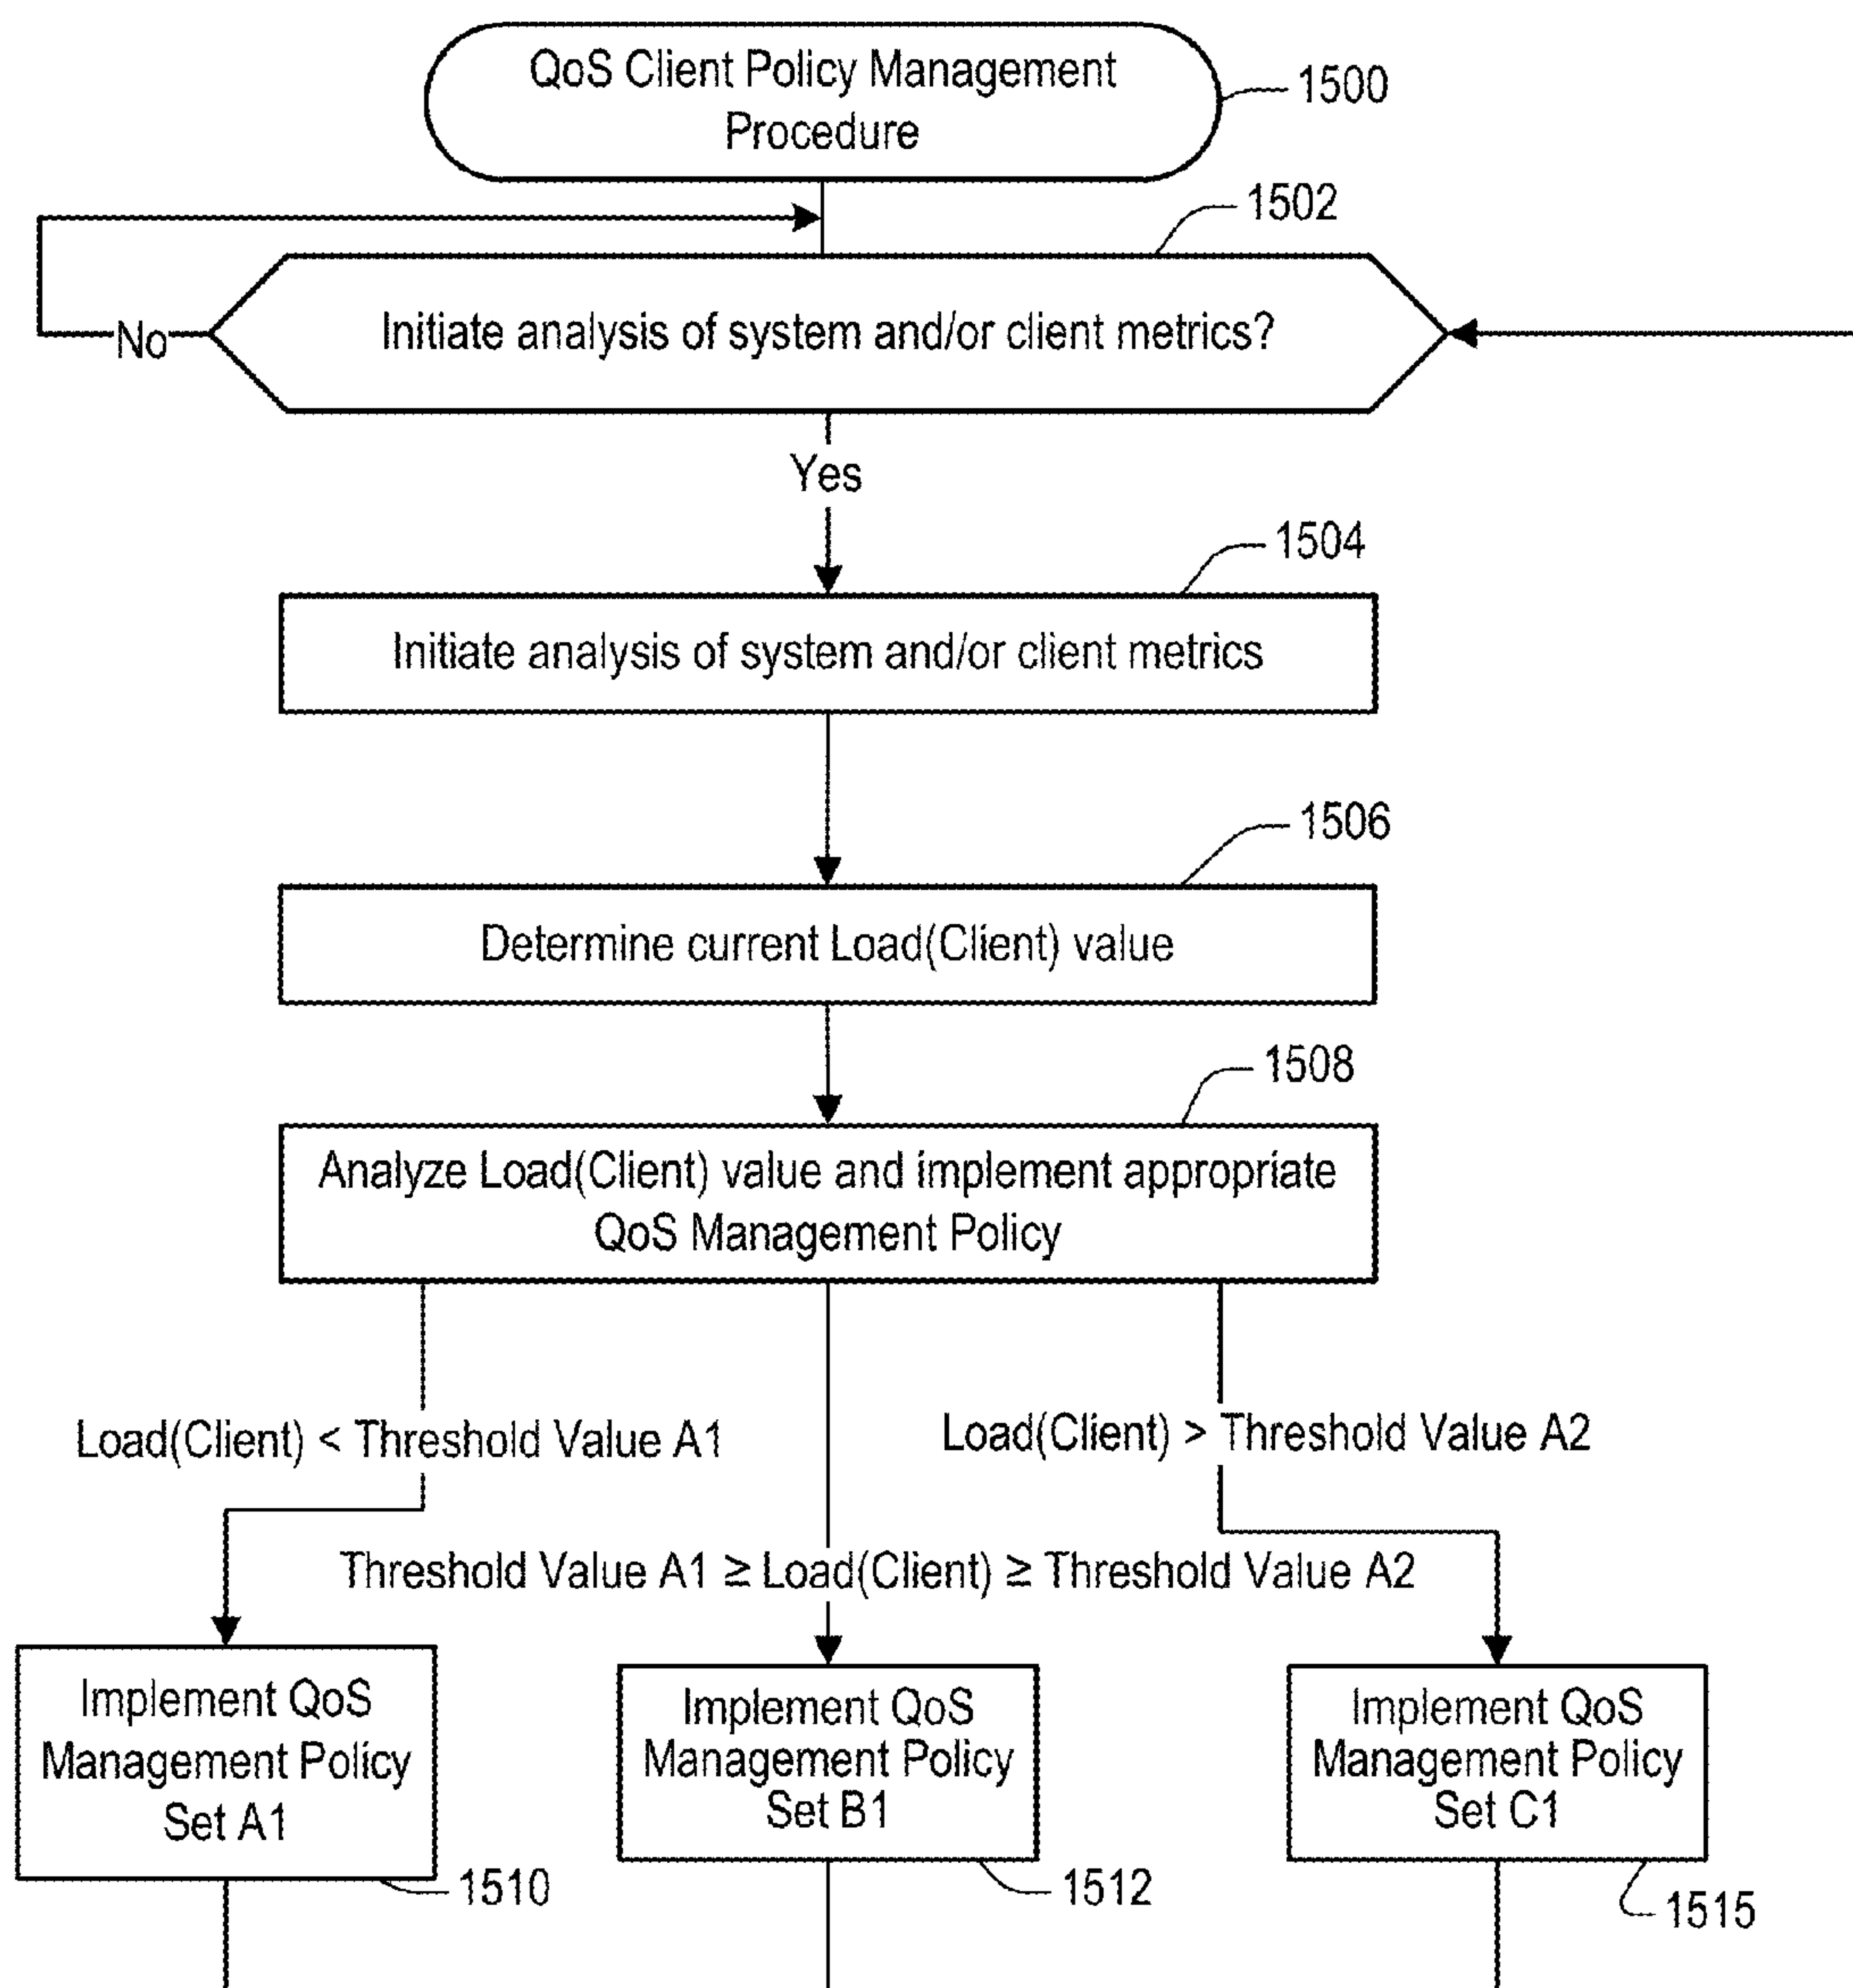 QoS Client Policy Management
Procedure
1500
1502
Initiate analysis of system and/or client metrics?
No
Yes
1504
Initiate analysis of system and/or client metrics
1506
Determine current Load(Client) value
1508
Analyze Load(Client) value and implement appropriate
QoS Management Policy
Load(Client) < Threshold Value A1
Load(Client) > Threshold Value A2
Threshold Value A1 ≥ Load(Client) ≥ Threshold Value A2
Implement QoS
Management Policy
Set A1
1510
Implement QoS
Management Policy
Set B1
1512
Implement QoS
Management Policy
Set C1
1515